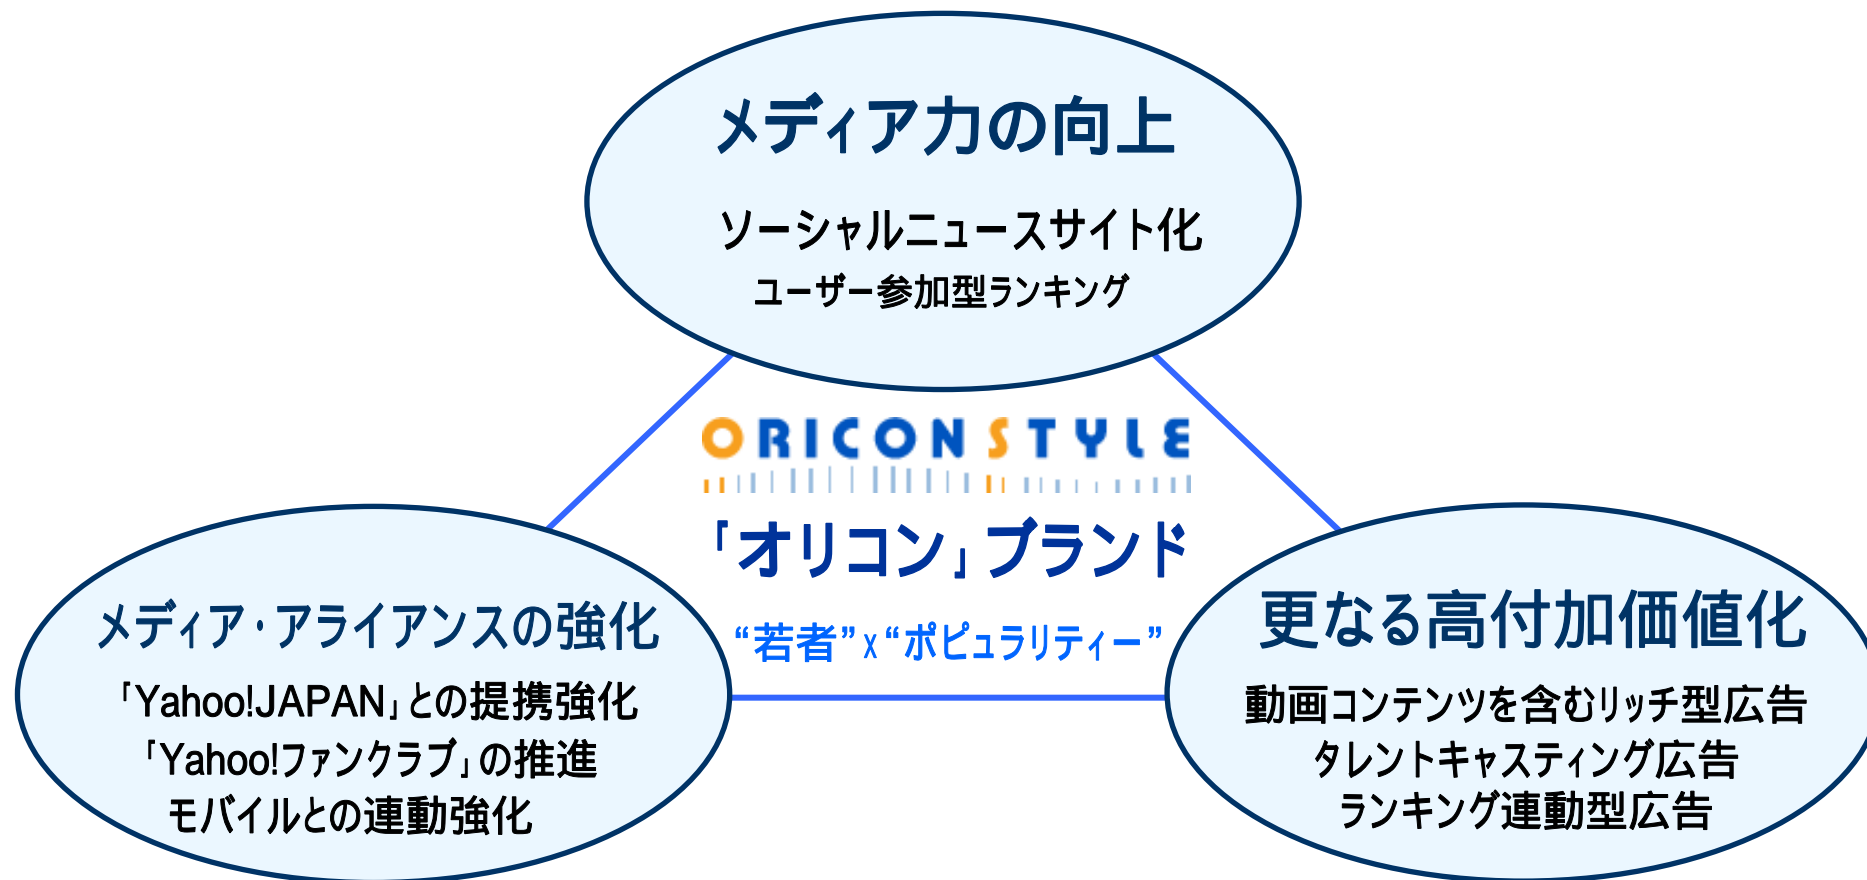 メディア力の向上
ソーシャルニュースサイト化
ユーザー参加型ランキング
ORICON STYLE
「オリコン」ブランド
“若者”x“ポピュラリティー”
メディア・アライアンスの強化
「Yahoo!JAPAN」との提携強化
「Yahoo!ファンクラブ」の推進
モバイルとの連動強化
更なる高付加価値化
動画コンテンツを含むリッチ型広告
タレントキャスティング広告
ランキング連動型広告